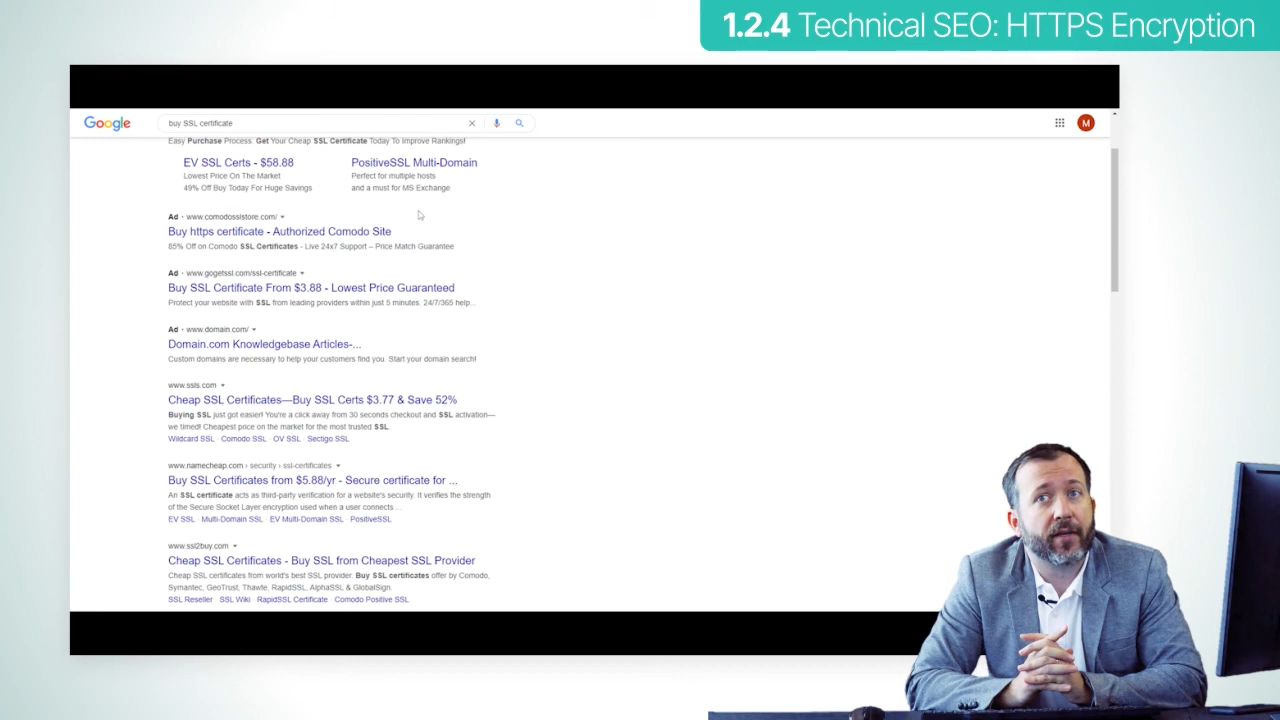 1.2.4 Technical SEO: HTTPS Encryption
Google
buy SSL certificate
M
Easy Purchase Process. Get Your Cheap SSL Certificate Today To Improve Rankings!
EV SSL Certs - $58.88
PositiveSSL Multi-Domain
Lowest Price On The Market
Perfect for multiple hosts
49% Off Buy Today For Huge Savings
and a must for MS Exchange
Ad · www.comodosslstore.com/
Buy https certificate - Authorized Comodo Site
85% Off on Comodo SSL Certificates - Live 24x7 Support – Price Match Guarantee
Ad · www.gogetssl.com/ssl-certificate
Buy SSL Certificate From $3.88 - Lowest Price Guaranteed
Protect your website with SSL from leading providers within just 5 minutes. 24/7/365 help...
Ad · www.domain.com/
Domain.com Knowledgebase Articles-...
Custom domains are necessary to help your customers find you. Start your domain search!
www.ssls.com
Cheap SSL Certificates—Buy SSL Certs $3.77 & Save 52%
Buying SSL just got easier! You're a click away from 30 seconds checkout and SSL activation—
we timed! Cheapest price on the market for the most trusted SSL.
Wildcard SSL · Comodo SSL · OV SSL · Sectigo SSL
www.namecheap.com › security › ssl-certificates
Buy SSL Certificates from $5.88/yr - Secure certificate for ...
An SSL certificate acts as third-party verification for a website's security. It verifies the strength
of the Secure Socket Layer encryption used when a user connects ...
EV SSL · Multi-Domain SSL · EV Multi-Domain SSL · PositiveSSL
www.ssl2buy.com
Cheap SSL Certificates - Buy SSL from Cheapest SSL Provider
Cheap SSL certificates from world's best SSL provider. Buy SSL certificates offer by Comodo,
Symantec, GeoTrust, Thawte, RapidSSL, AlphaSSL & GlobalSign.
SSL Reseller · SSL Wiki · RapidSSL Certificate · Comodo Positive SSL